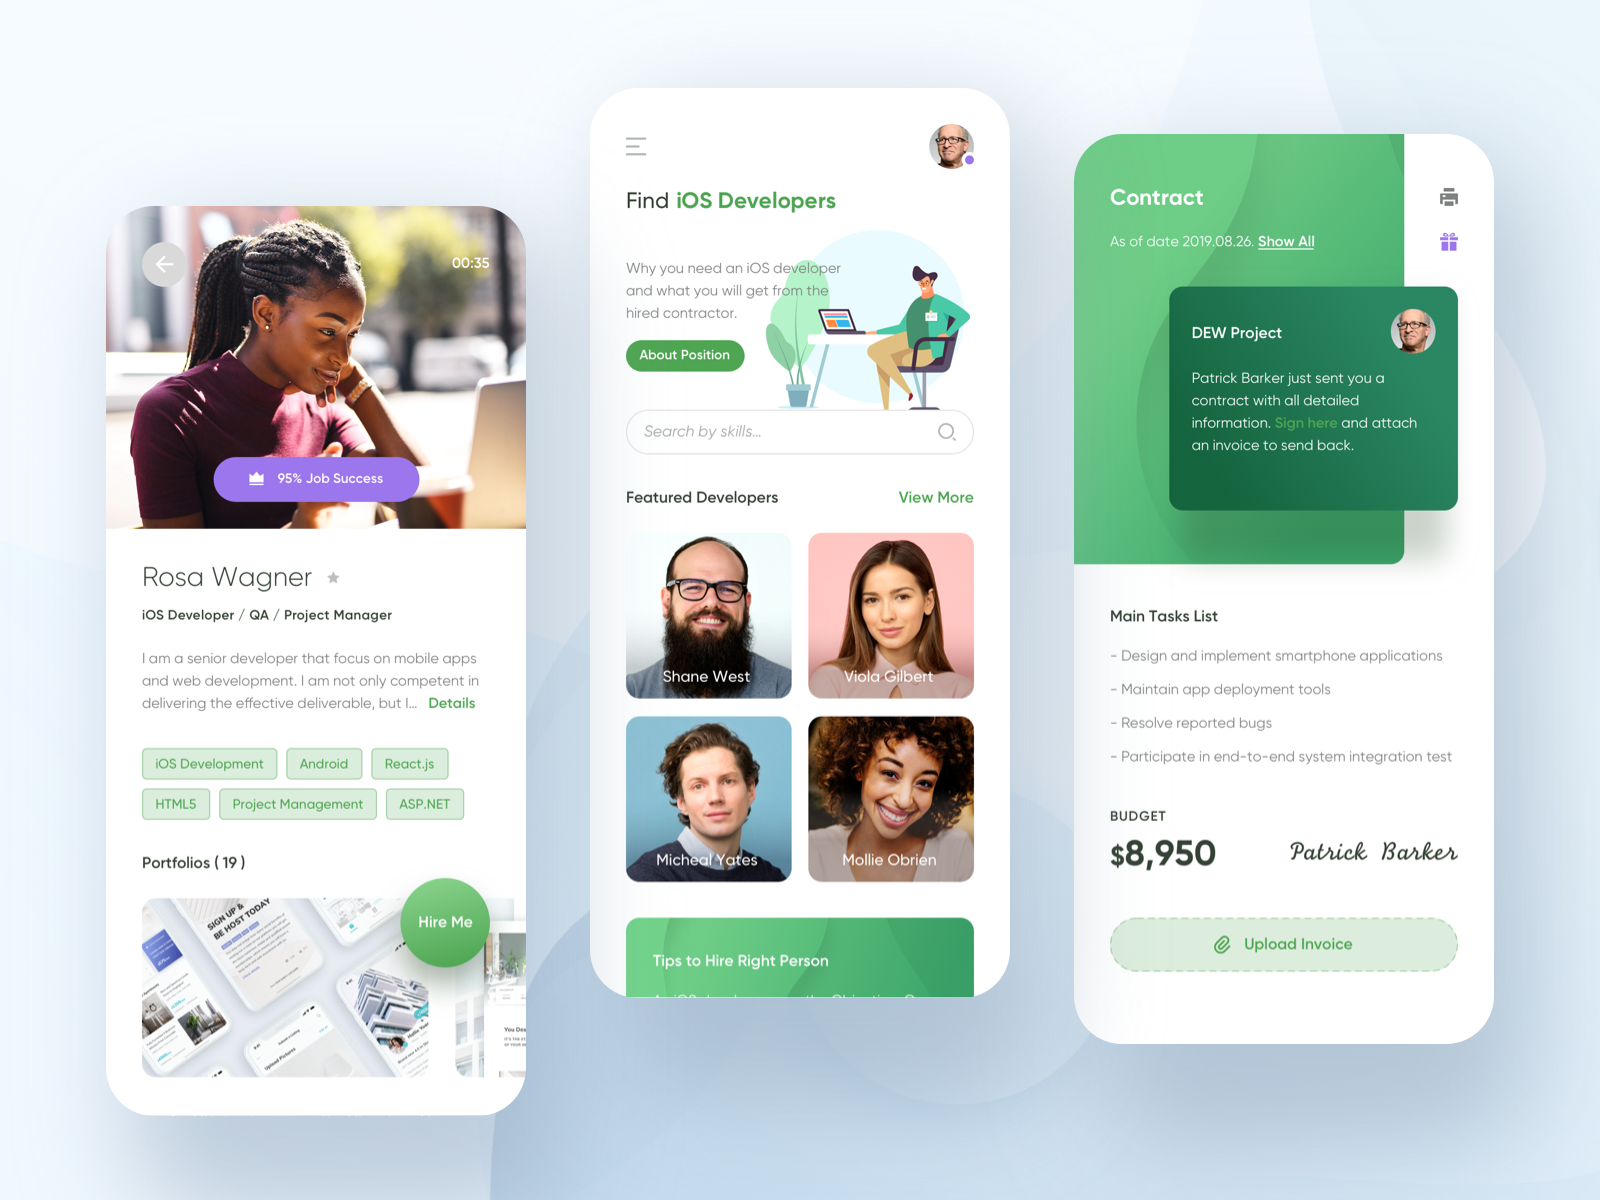 00:35
95% Job Success
Rosa Wagner
iOS Developer / QA / Project Manager
I am a senior developer that focus on mobile apps
and web development. I am not only competent in
delivering the effective deliverable, but I... Details
iOS Development Android React.js
HTML5 Project Management ASP.NET
Portfolios ( 19 )
Hire Me
SIGN UP &
BE HOST TODAY
Upload Pictures
You Des
Find iOS Developers
Why you need an iOS developer
and what you will get from the
hired contractor.
About Position
Search by skills...
Featured Developers View More
Shane West
Viola Gilbert
Micheal Yates
Mollie Obrien
Tips to Hire Right Person
Contract
As of date 2019.08.26. Show All
DEW Project
Patrick Barker just sent you a
contract with all detailed
information. Sign here and attach
an invoice to send back.
Main Tasks List
- Design and implement smartphone applications
- Maintain app deployment tools
- Resolve reported bugs
- Participate in end-to-end system integration test
BUDGET
$8,950
Patrick Barker
Upload Invoice